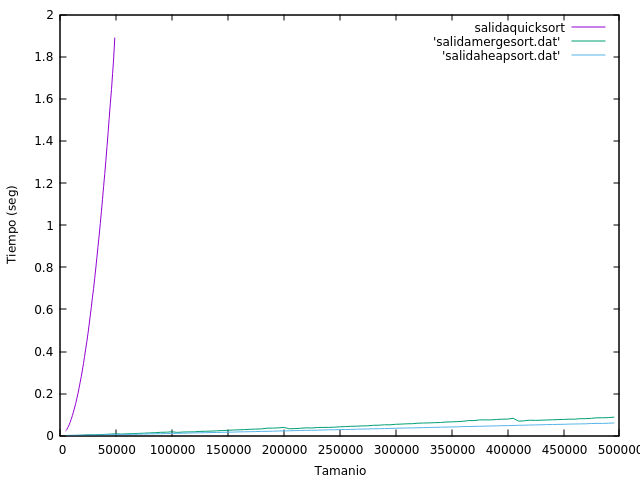 2
1.8
1.6
1.4
1.2
1
0.8
0.6
0.4
0.2
0
Tiempo (seg)
salidaquicksort
'salidamergesort.dat'
'salidaheapsort.dat'
0 50000 100000 150000 200000 250000 300000 350000 400000 450000 500000
Tamanio